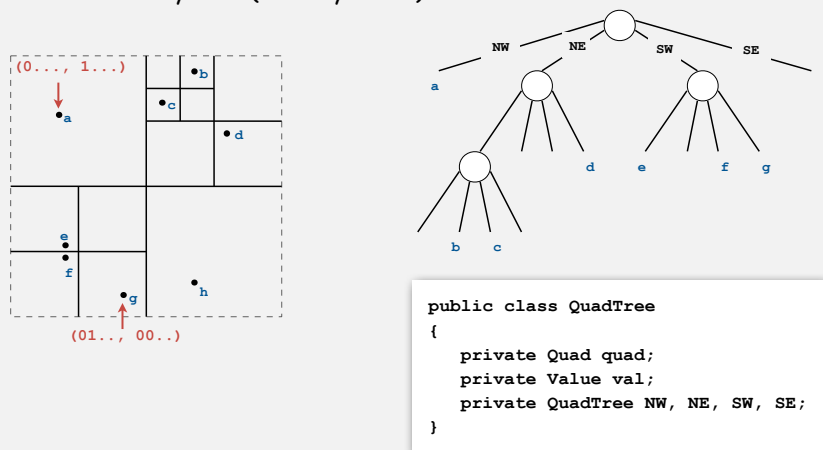 (0..., 1...)
a
b
c
d
e
f
g
h
(01.., 00..)
NW
NE
SW
SE
a
d
e
f
g
b
c
public class QuadTree
{
private Quad quad;
private Value val;
private QuadTree NW, NE, SW, SE;
}